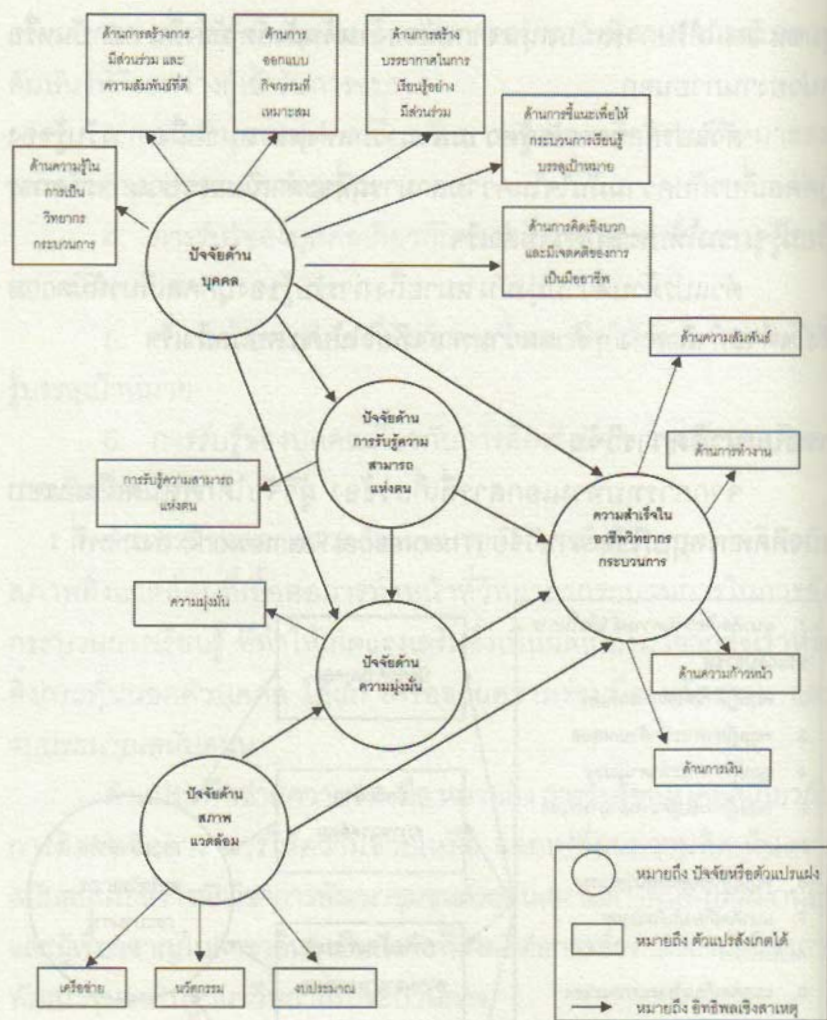 ด้านการสร้างการ
มีส่วนร่วม และ
ความสัมพันธ์ที่ดี
ด้านการ
ออกแบบ
กิจกรรมที่
เหมาะสม
ด้านการสร้าง
บรรยากาศในการ
เรียนรู้อย่าง
มีส่วนร่วม
ด้านการชี้แนะเพื่อให้
กระบวนการเรียนรู้
บรรลุเป้าหมาย
ด้านความรู้ใน
การเป็น
วิทยากร
กระบวนการ
ด้านการคิดเชิงบวก
และมีเจตคติของการ
เป็นมืออาชีพ
ปัจจัยด้าน
บุคคล
ด้านความสัมพันธ์
ปัจจัยด้าน
การรับรู้ความ
สามารถ
แห่งตน
ด้านการทำงาน
การรับรู้ความสามารถ
แห่งตน
ความสำเร็จใน
อาชีพวิทยากร
กระบวนการ
ความมุ่งมั่น
ปัจจัยด้าน
ความมุ่งมั่น
ด้านความก้าวหน้า
ด้านการเงิน
ปัจจัยด้าน
สภาพ
แวดล้อม
หมายถึง ปัจจัยหรือตัวแปรแฝง
หมายถึง ตัวแปรสังเกตได้
หมายถึง อิทธิพลเชิงสาเหตุ
เครือข่าย
นวัตกรรม
งบประมาณ